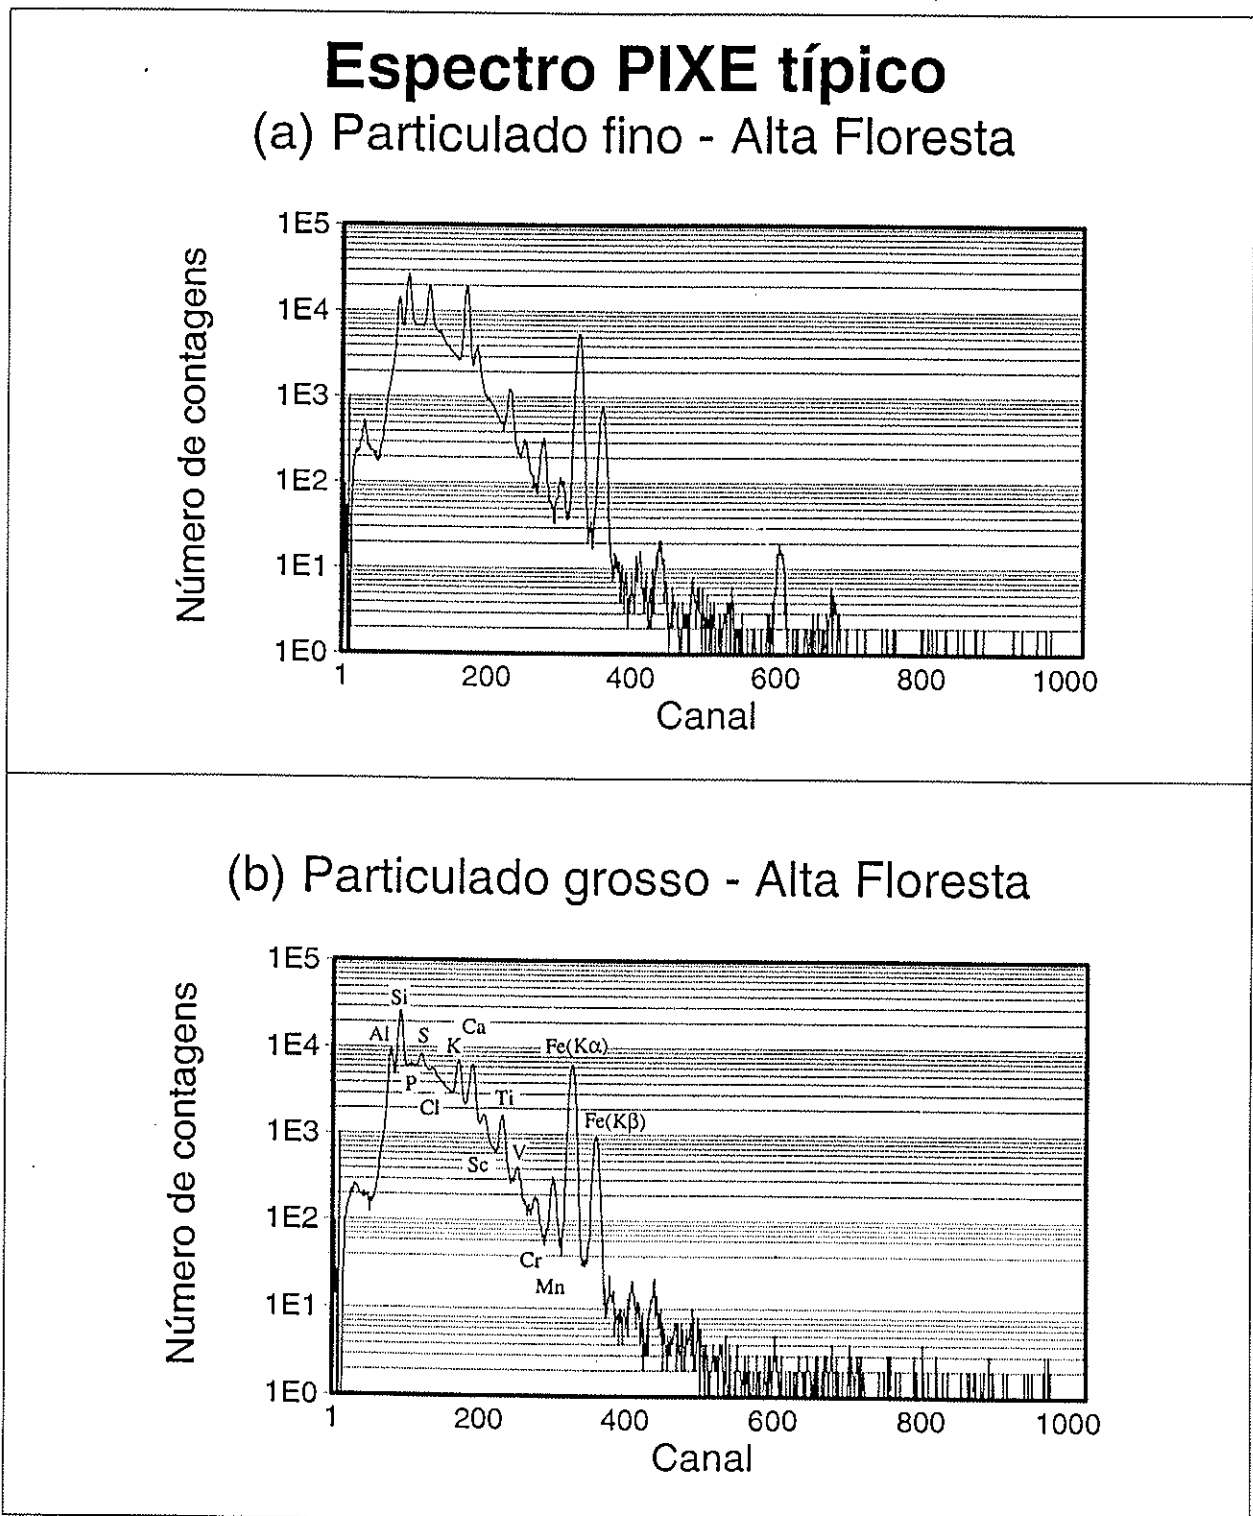 Espectro PIXE típico
(a) Particulado fino - Alta Floresta
Número de contagens
1E5
1E4
1E3
1E2
1E1
1E0
1 200 400 600 800 1000
Canal
(b) Particulado grosso - Alta Floresta
Número de contagens
1E5
1E4
1E3
1E2
1E1
1E0
Si
Al S Ca
K Fe(Kα)
P
Cl Ti
Fe(Kβ)
Sc V
Cr
Mn
1 200 400 600 800 1000
Canal